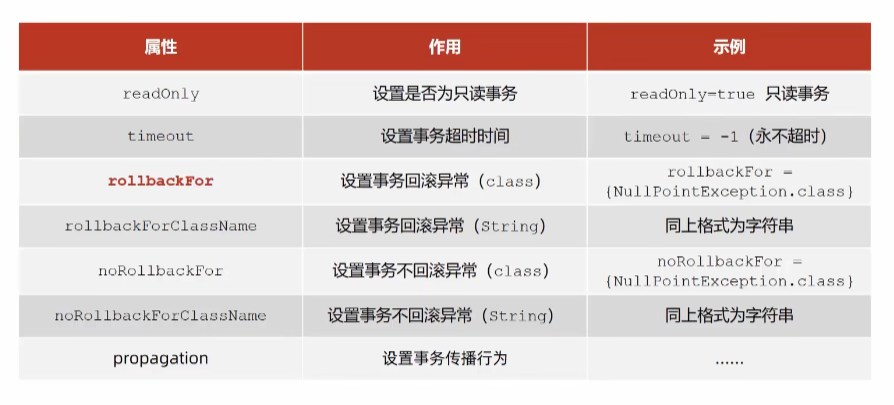 属性 作用 示例
readOnly 设置是否为只读事务 readOnly=true 只读事务
timeout 设置事务超时时间 timeout = -1（永不超时）
rollbackFor 设置事务回滚异常（class） rollbackFor =
{NullPointException.class}
rollbackForClassName 设置事务回滚异常（String） 同上格式为字符串
noRollbackFor 设置事务不回滚异常（class） noRollbackFor =
{NullPointException.class}
noRollbackForClassName 设置事务不回滚异常（String） 同上格式为字符串
propagation 设置事务传播行为 ……